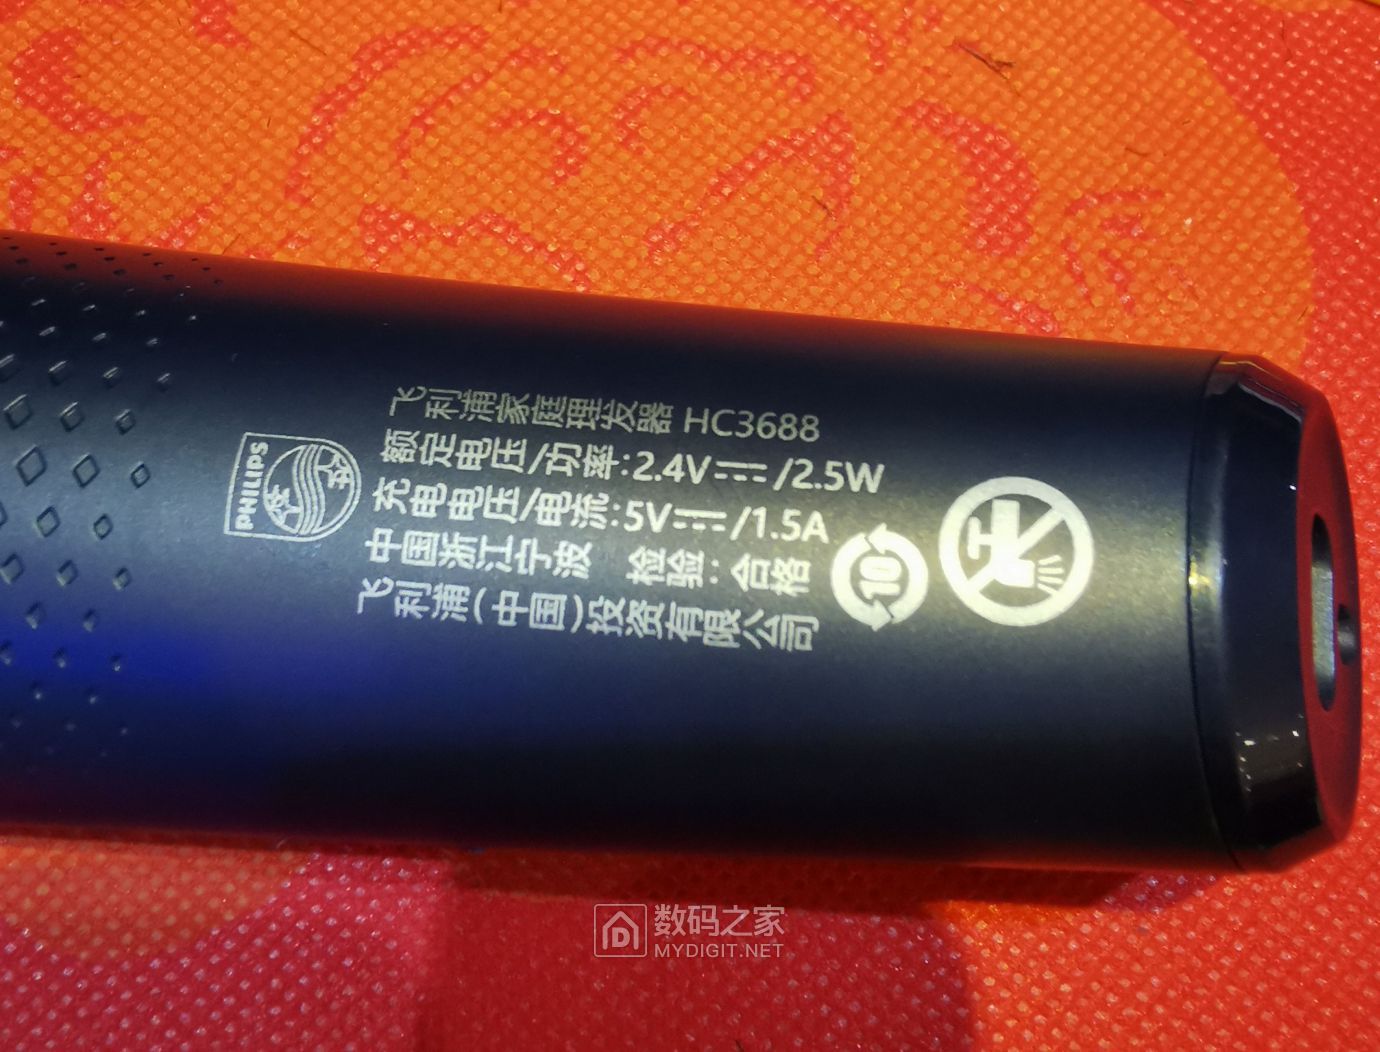 飞利浦家庭理发器 HC3688
额定电压/功率:2.4V⎓/2.5W
充电电压/电流:5V⎓/1.5A
中国浙江宁波 检验:合格
飞利浦(中国)投资有限公司
PHILIPS
10
数码之家
MYDIGIT.NET